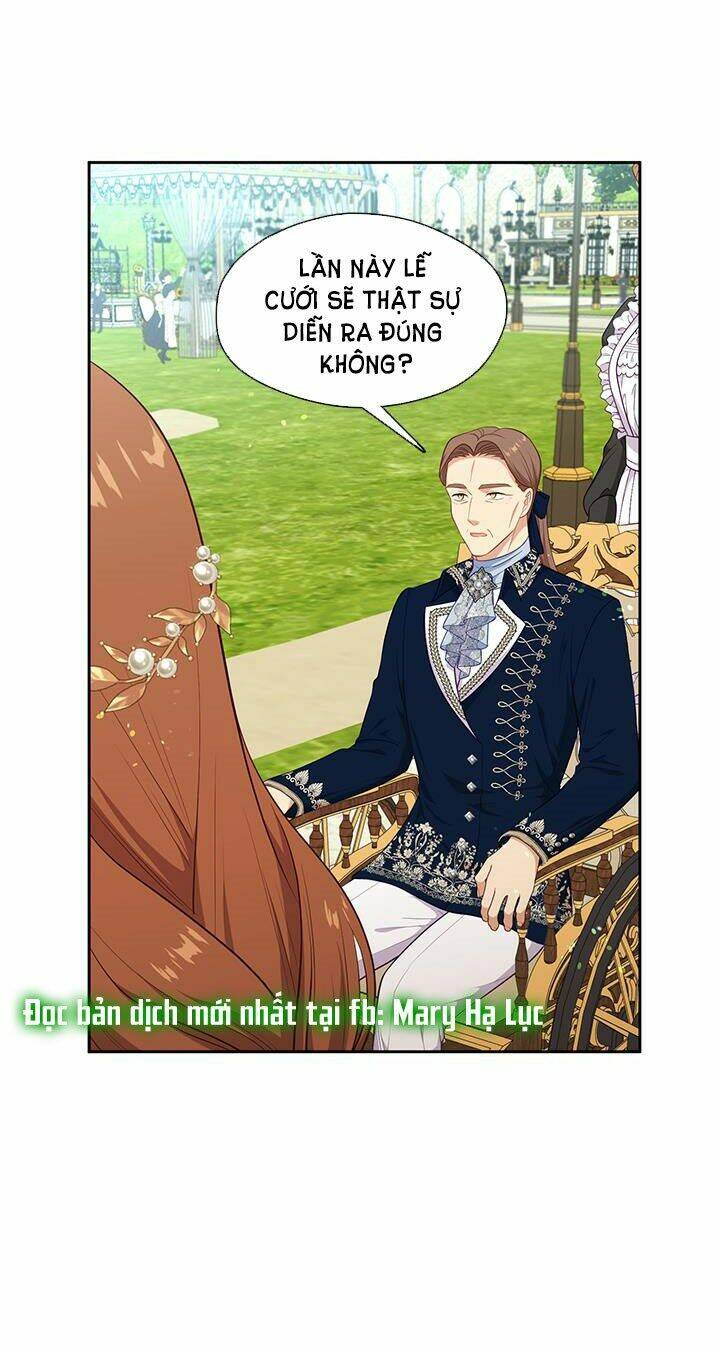 LẦN NÀY LỄ
CƯỚI SẼ THẬT SỰ
DIỄN RA ĐÚNG
KHÔNG?
Đọc bản dịch mới nhất tại fb: Mary Hạ Lục